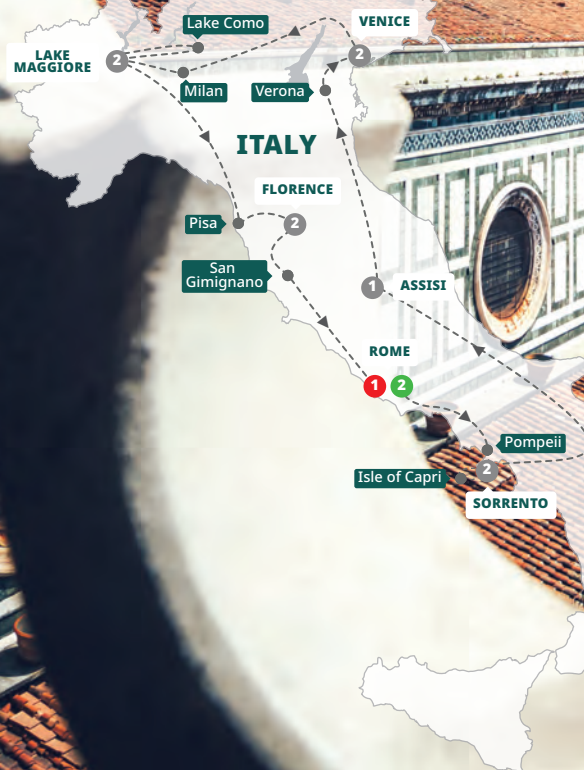 Lake Como
VENICE
2
LAKE
MAGGIORE
2
Milan
Verona
ITALY
FLORENCE
2
Pisa
San
Gimignano
1
ASSISI
ROME
1
2
Pompeii
2
Isle of Capri
SORRENTO